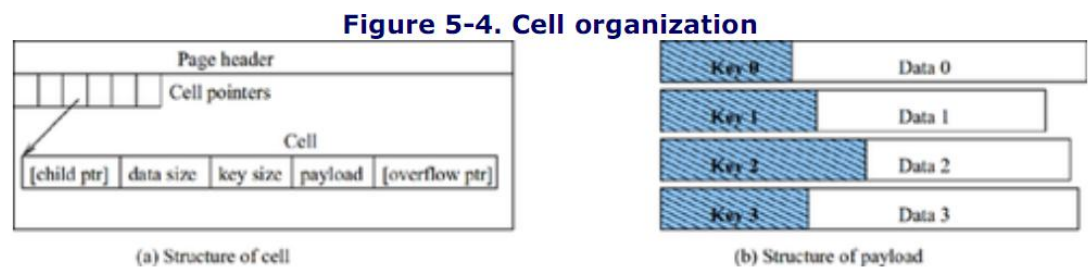 Figure 5-4. Cell organization
Page header
Cell pointers
Cell
[child ptr] data size key size payload [overflow ptr]
(a) Structure of cell
Key 0 Data 0
Key 1 Data 1
Key 2 Data 2
Key 3 Data 3
(b) Structure of payload